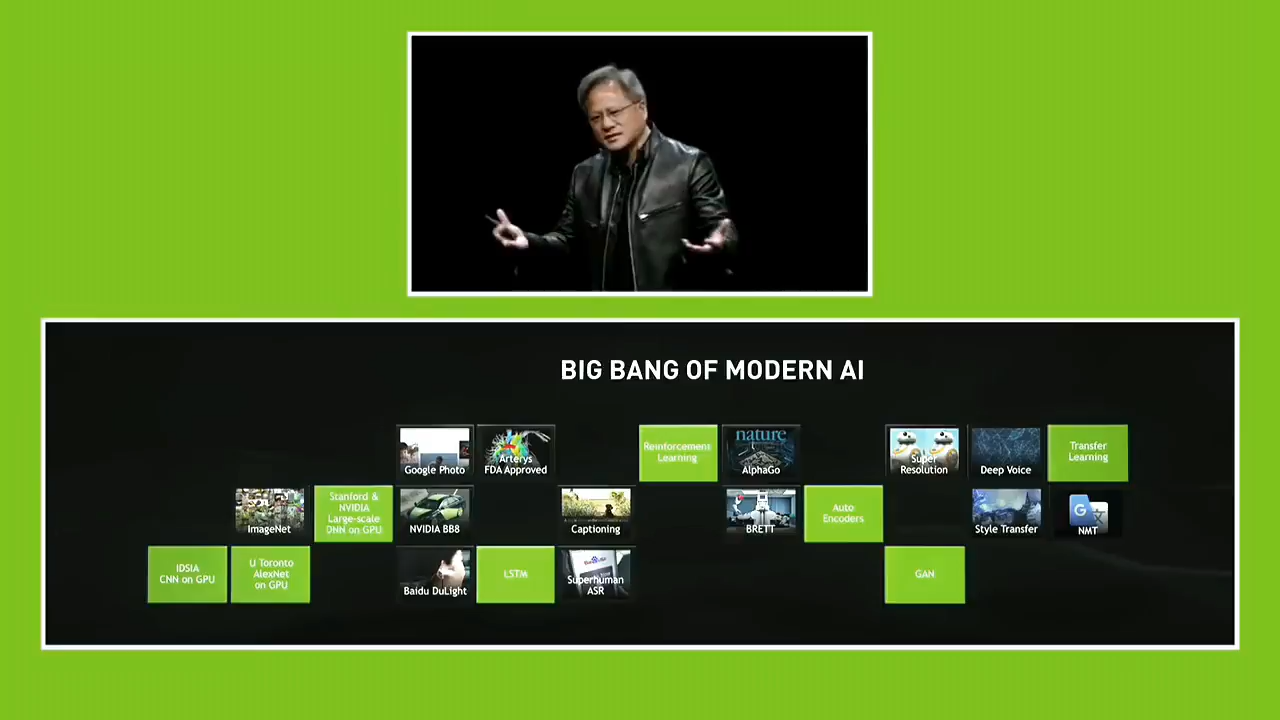 BIG BANG OF MODERN AI
Google Photo
Arterys
FDA Approved
Reinforcement
Learning
nature
AlphaGo
Super
Resolution
Deep Voice
Transfer
Learning
ImageNet
Stanford &
NVIDIA
Large-scale
DNN on GPU
NVIDIA BB8
Captioning
BRETT
Auto
Encoders
Style Transfer
G
NMT
IDSIA
CNN on GPU
U Toronto
AlexNet
on GPU
Baidu DuLight
LSTM
Superhuman
ASR
GAN